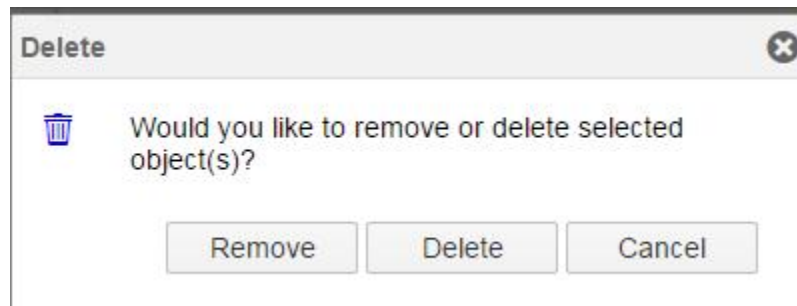 Delete
Would you like to remove or delete selected
object(s)?
Remove Delete Cancel